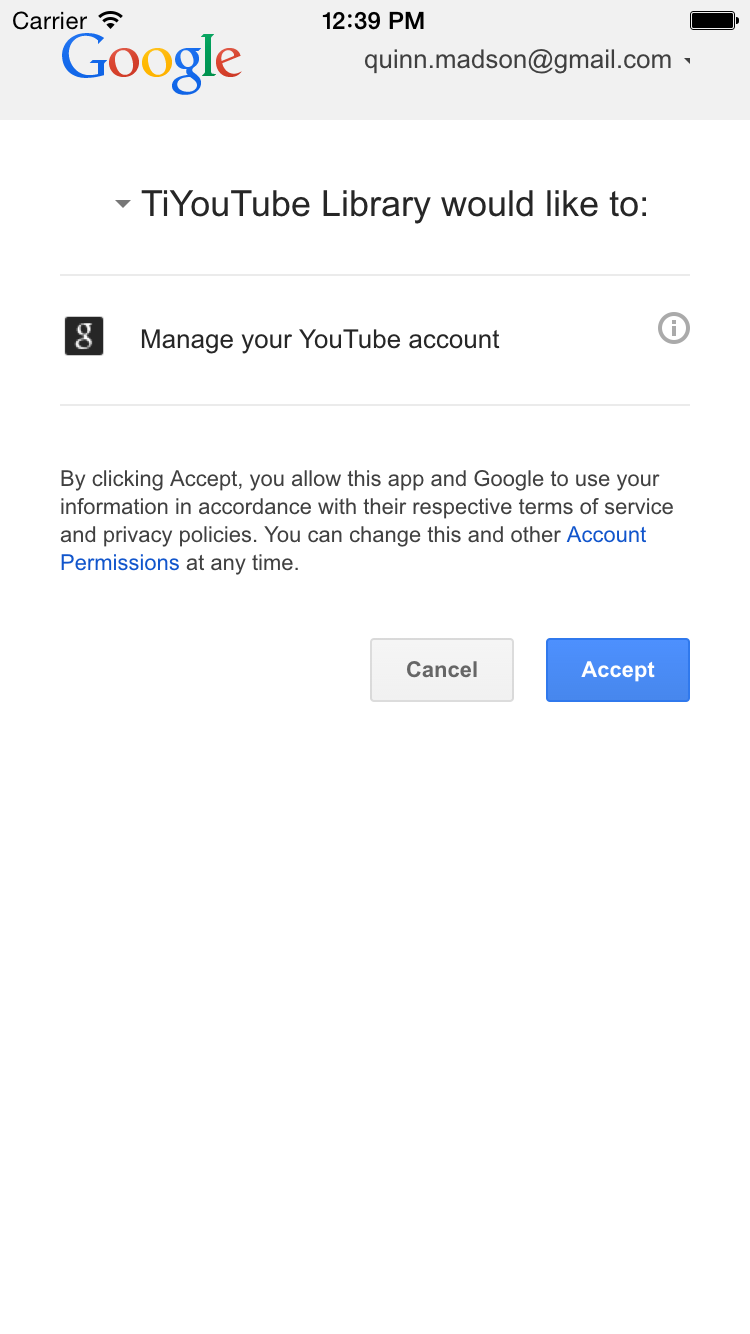 Carrier 12:39 PM
Google quinn.madson@gmail.com
TiYouTube Library would like to:
g Manage your YouTube account
By clicking Accept, you allow this app and Google to use your
information in accordance with their respective terms of service
and privacy policies. You can change this and other Account
Permissions at any time.
Cancel Accept